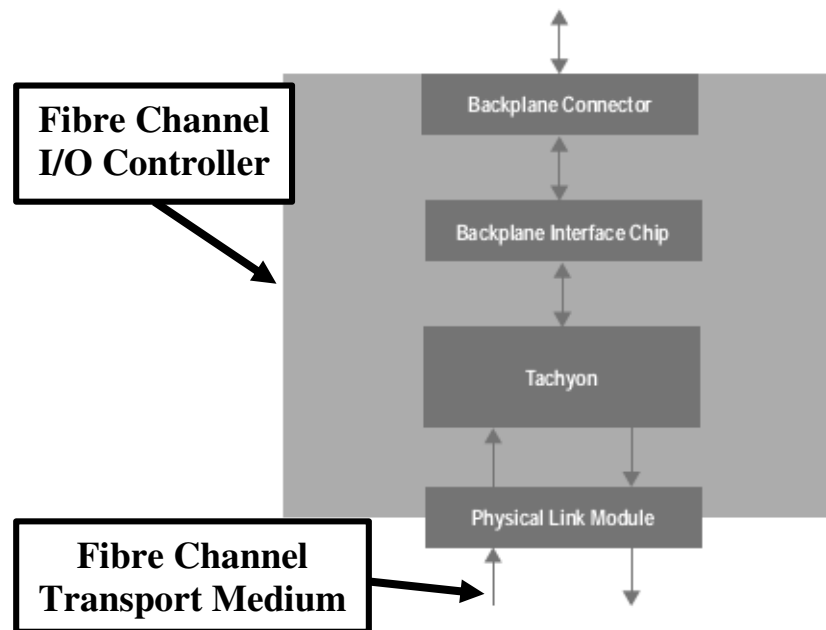 Backplane Connector
Fibre Channel
I/O Controller
Backplane Interface Chip
Tachyon
Physical Link Module
Fibre Channel
Transport Medium